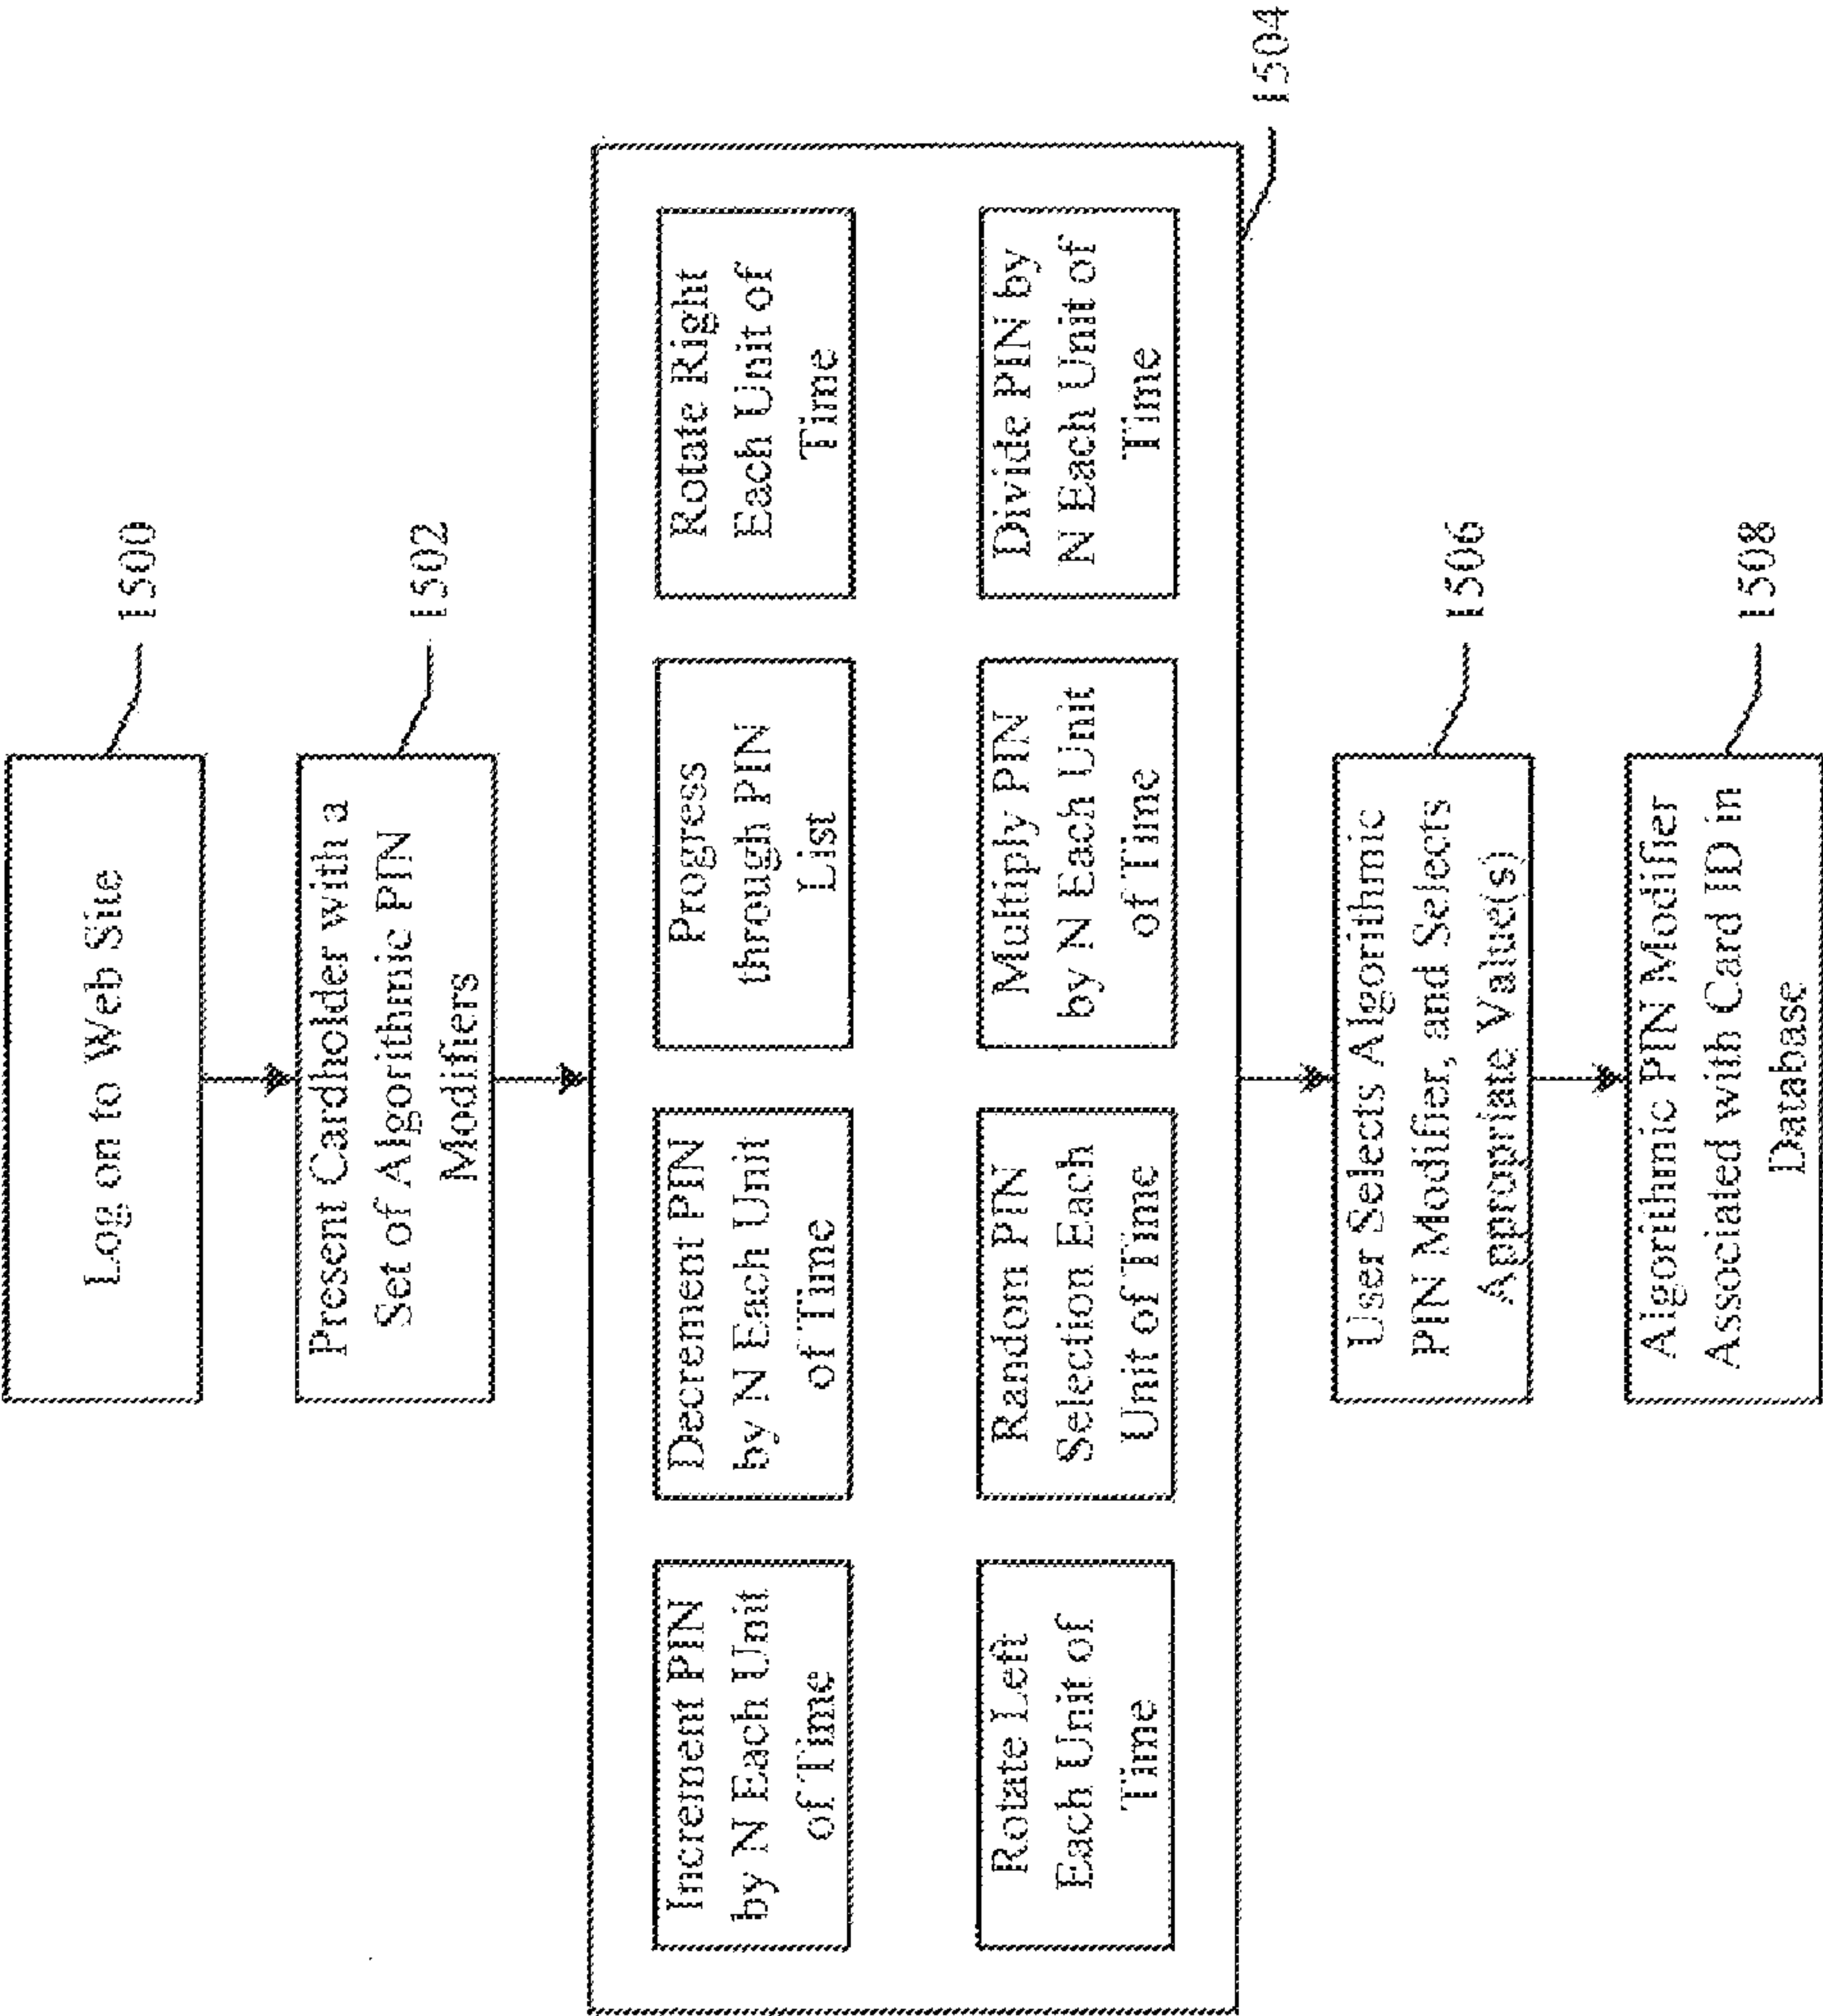 Log on to Web Site
1500
Present Cardholder with a
Set of Algorithmic PIN
Modifiers
1502
Increment PIN
by N Each Unit
of Time
Decrement PIN
by N Each Unit
of Time
Progress
through PIN
List
Rotate Right
Each Unit of
Time
Rotate Left
Each Unit of
Time
Random PIN
Selection Each
Unit of Time
Multiply PIN
by N Each Unit
of Time
Divide PIN by
N Each Unit of
Time
1504
User Selects Algorithmic
PIN Modifier, and Selects
Appropriate Value(s)
1506
Algorithmic PIN Modifier
Associated with Card ID in
Database
1508